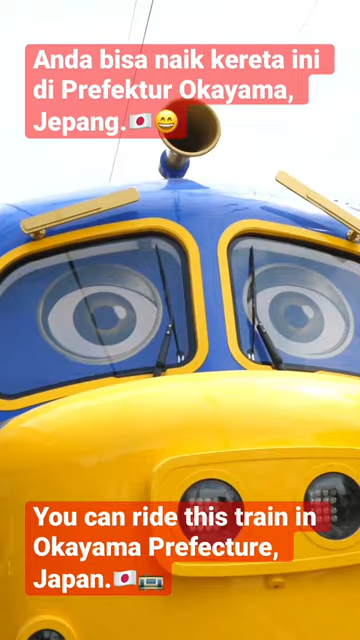 Anda bisa naik kereta ini
di Prefektur Okayama,
Jepang.🇯🇵😄
You can ride this train in
Okayama Prefecture,
Japan.🇯🇵🚃